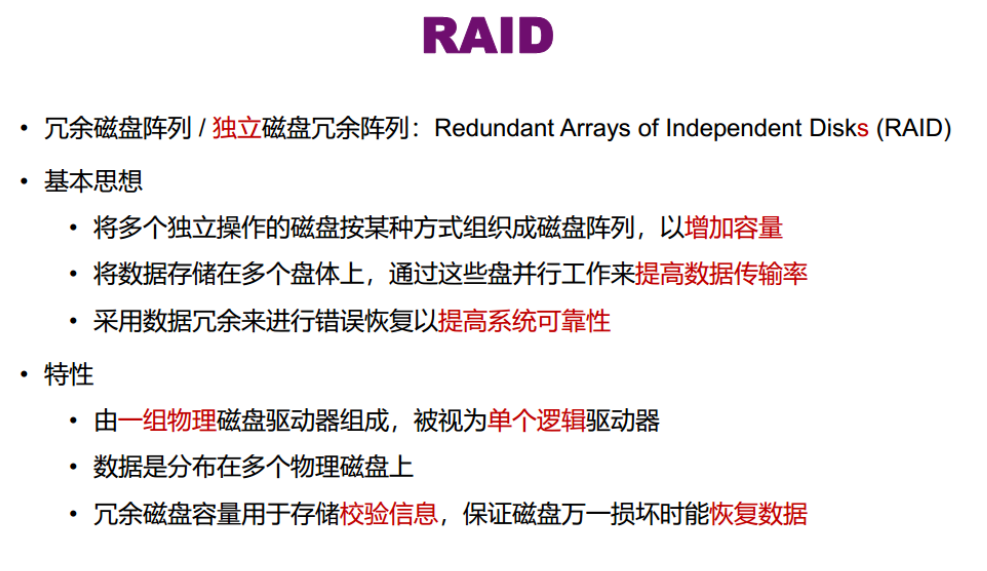 RAID
• 冗余磁盘阵列 / 独立磁盘冗余阵列：Redundant Arrays of Independent Disks (RAID)
• 基本思想
• 将多个独立操作的磁盘按某种方式组织成磁盘阵列，以增加容量
• 将数据存储在多个盘体上，通过这些盘并行工作来提高数据传输率
• 采用数据冗余来进行错误恢复以提高系统可靠性
• 特性
• 由一组物理磁盘驱动器组成，被视为单个逻辑驱动器
• 数据是分布在多个物理磁盘上
• 冗余磁盘容量用于存储校验信息，保证磁盘万一损坏时能恢复数据